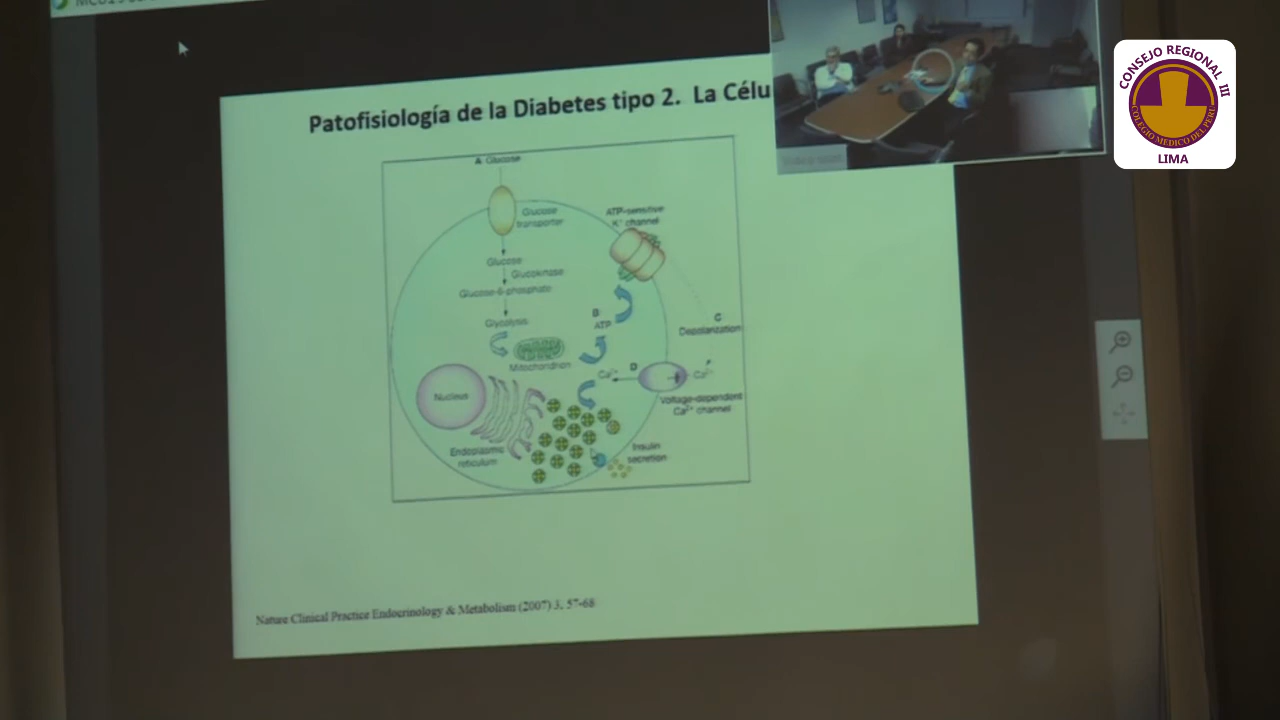 Patofisiología de la Diabetes tipo 2. La Célu
A Glucose
Glucose
transporter
ATP-sensitive
K⁺ channel
Glucose
Glucokinase
Glucose-6-phosphate
Glycolysis
B
ATP
C
Depolarization
Mitochondrion
Ca²⁺
D
Ca²⁺
Nucleus
Voltage-dependent
Ca²⁺ channel
Endoplasmic
reticulum
Insulin
secretion
Nature Clinical Practice Endocrinology & Metabolism (2007) 3, 57-68
CONSEJO REGIONAL III
COLEGIO MEDICO DEL PERU
LIMA